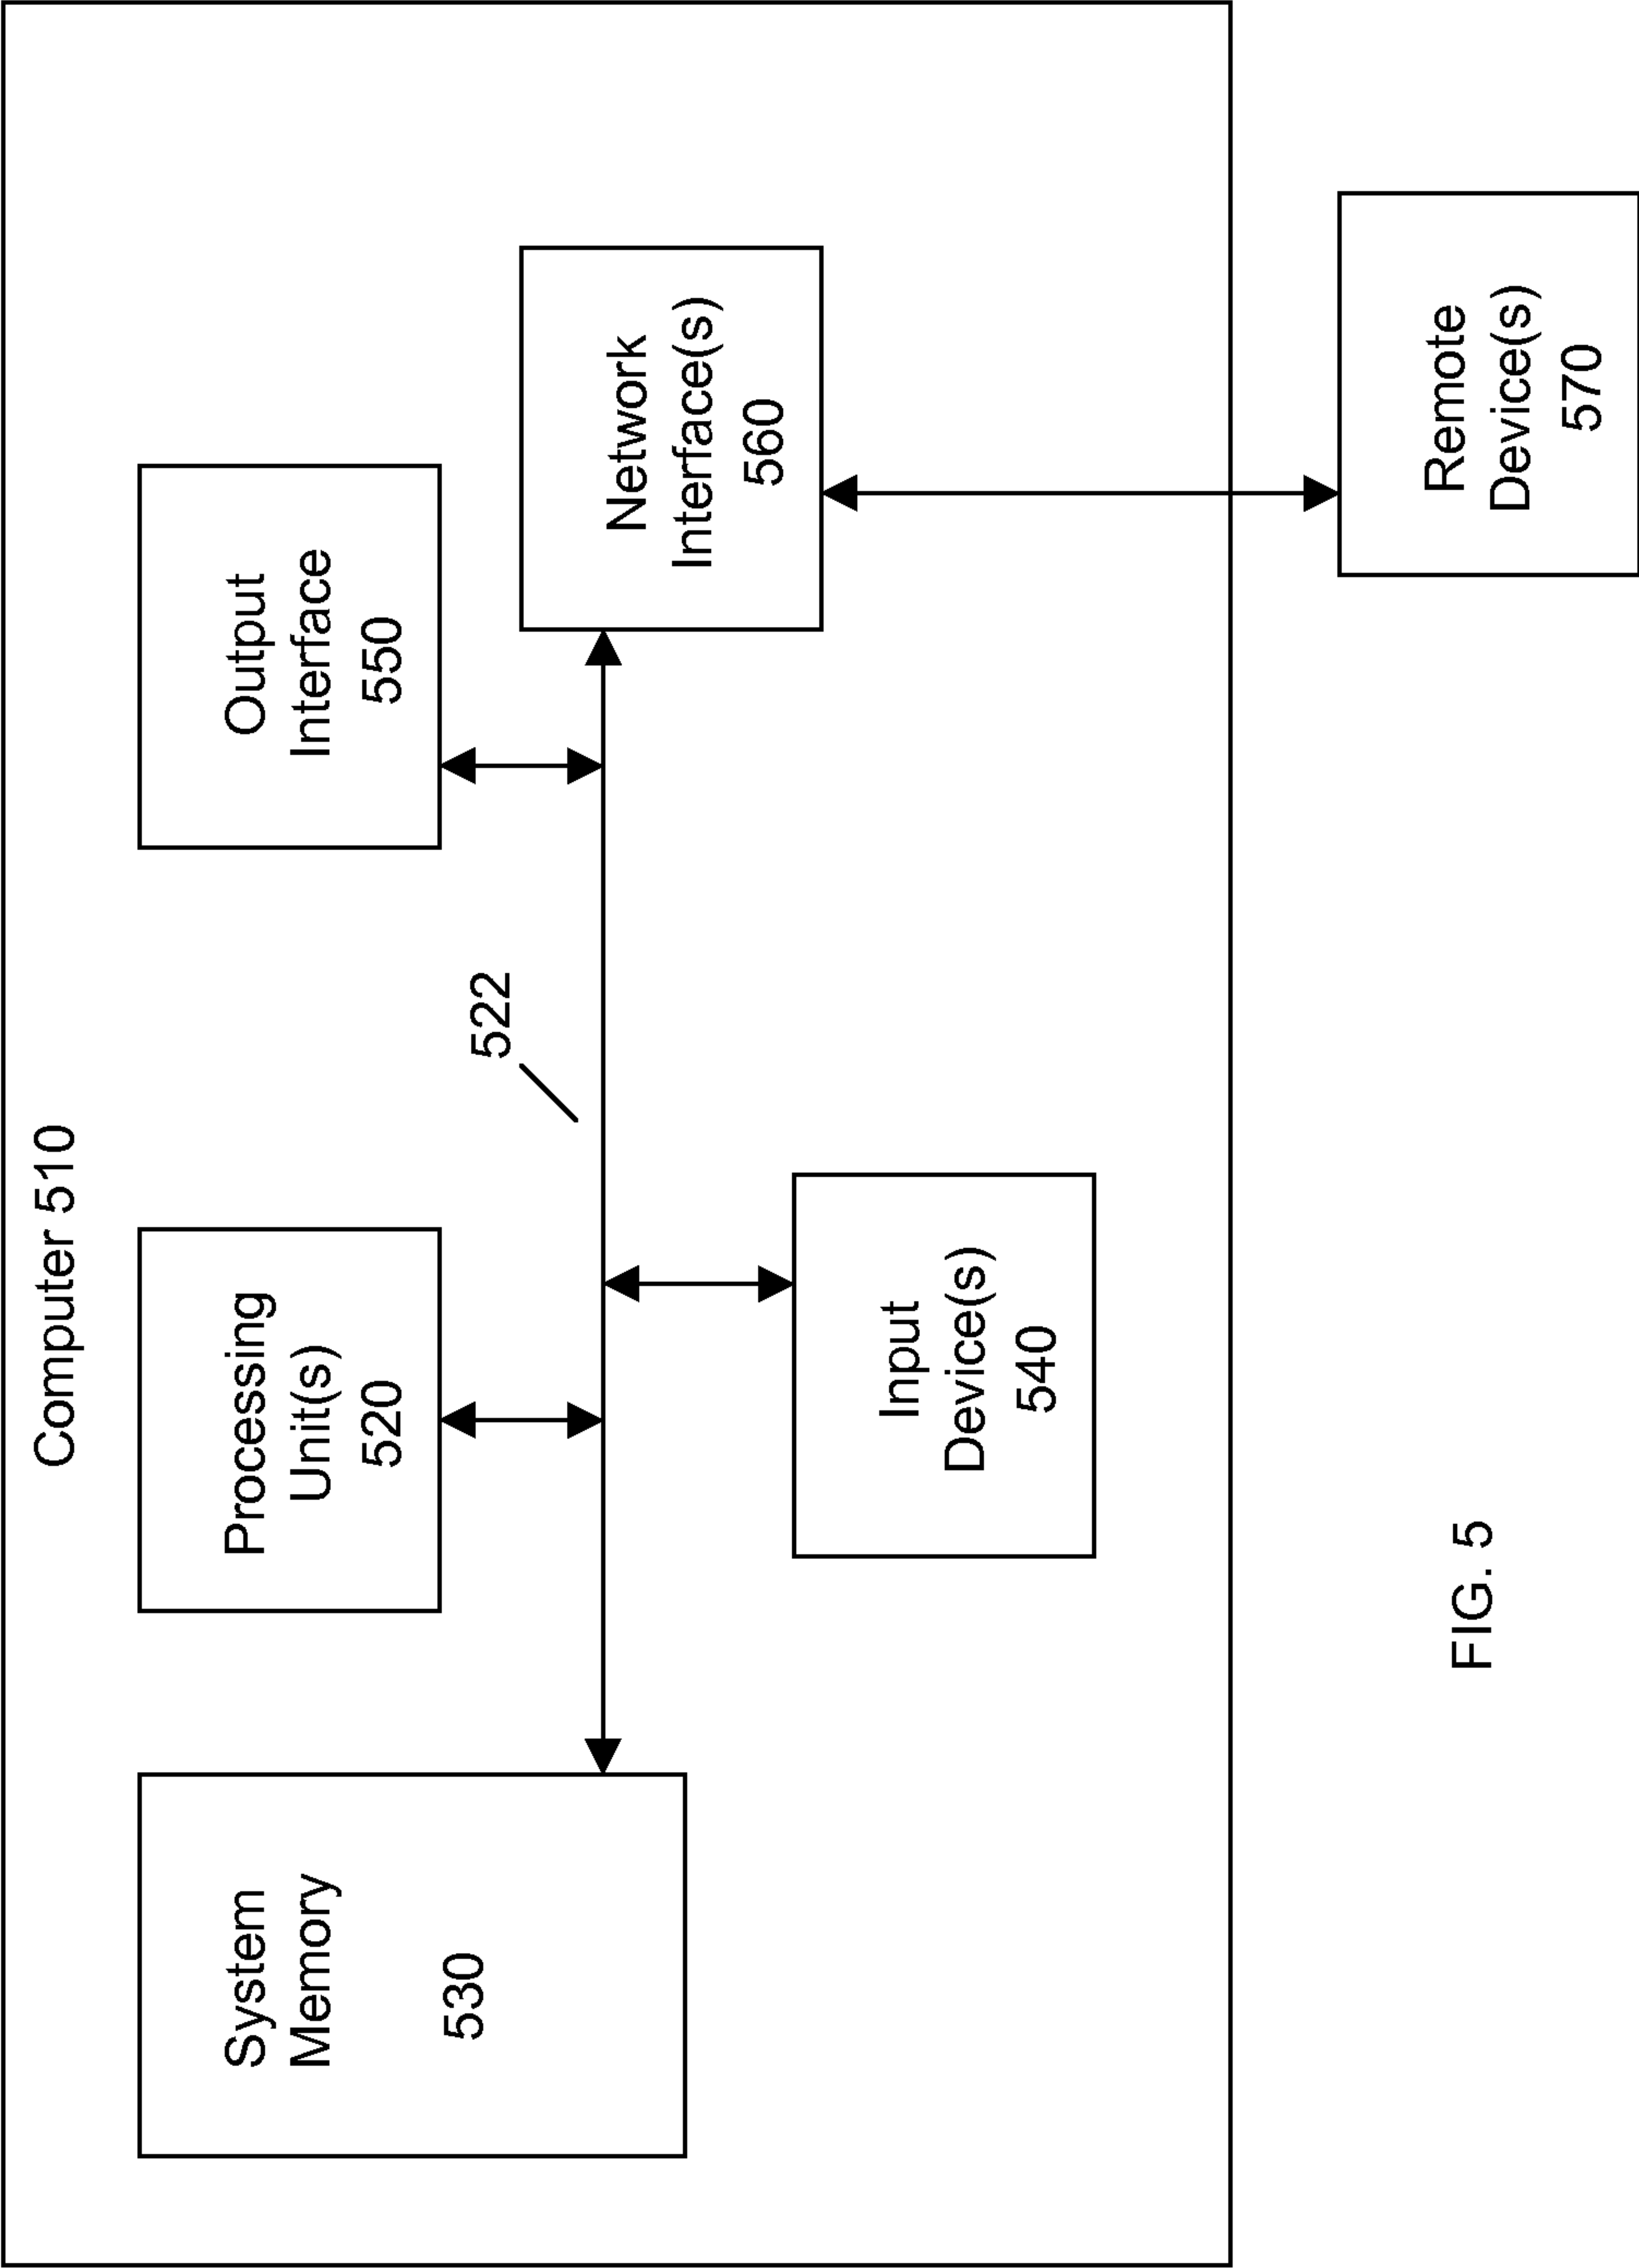 Computer 510
System
Memory
530
Processing
Unit(s)
520
Output
Interface
550
522
Network
Interface(s)
560
Input
Device(s)
540
Remote
Device(s)
570
FIG. 5